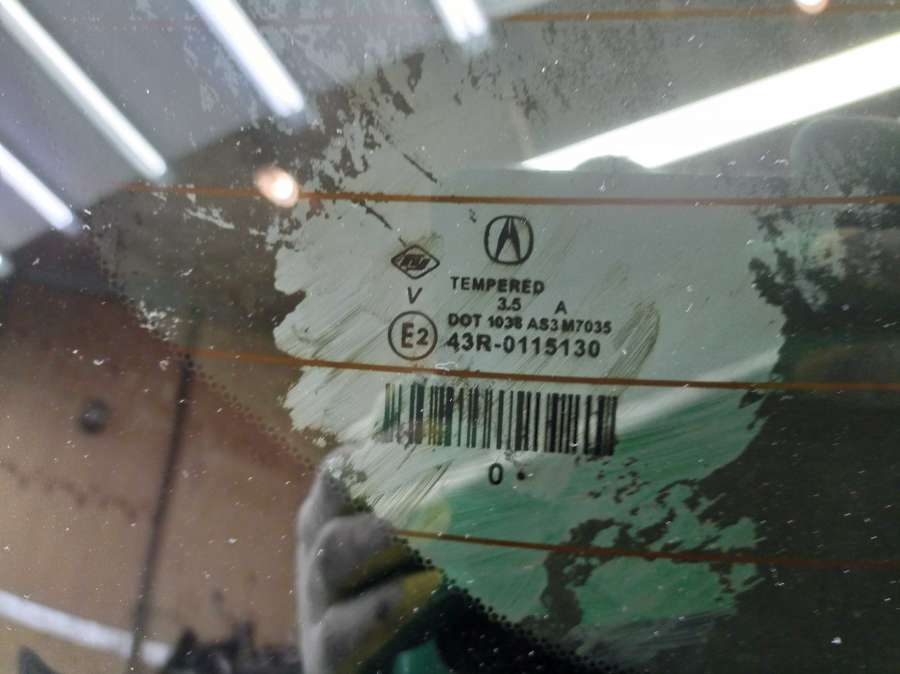 V
TEMPERED
3.5 A
DOT 1038 AS3 M7035
E2 43R-0115130
0